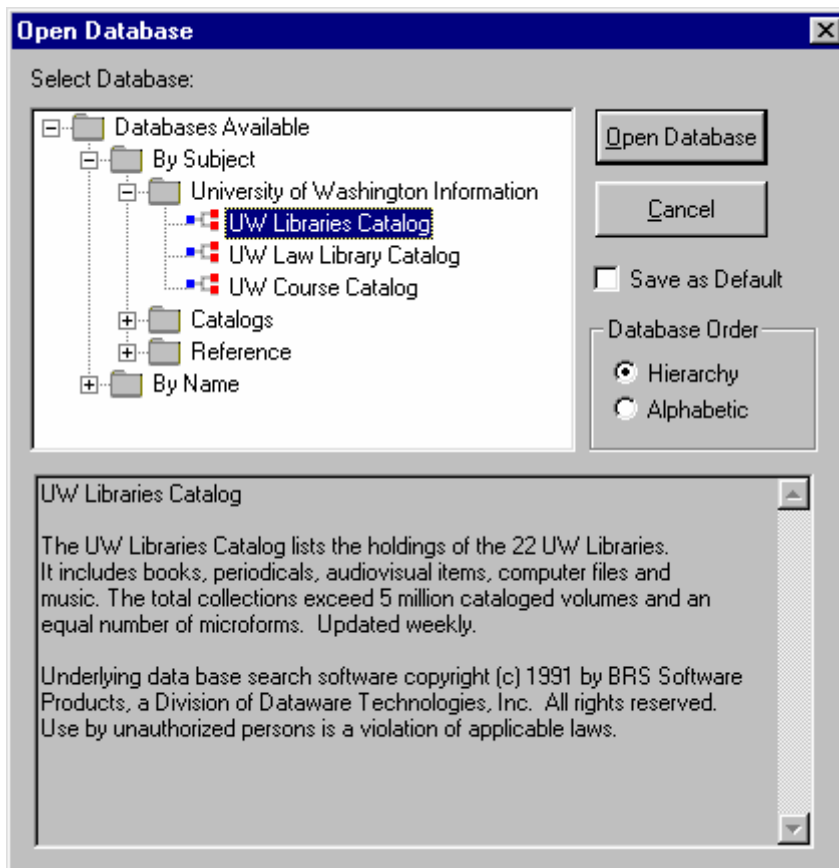 Open Database
Select Database:
Databases Available
By Subject
University of Washington Information
UW Libraries Catalog
UW Law Library Catalog
UW Course Catalog
Catalogs
Reference
By Name
Open Database
Cancel
Save as Default
Database Order
Hierarchy
Alphabetic
UW Libraries Catalog
The UW Libraries Catalog lists the holdings of the 22 UW Libraries.
It includes books, periodicals, audiovisual items, computer files and
music. The total collections exceed 5 million cataloged volumes and an
equal number of microforms.  Updated weekly.
Underlying data base search software copyright (c) 1991 by BRS Software
Products, a Division of Dataware Technologies, Inc.  All rights reserved.
Use by unauthorized persons is a violation of applicable laws.